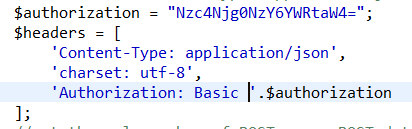 $authorization = "Nzc4Njg0NzY6YWRtaW4=";
$headers = [
'Content-Type: application/json',
'charset: utf-8',
'Authorization: Basic '.$authorization
];